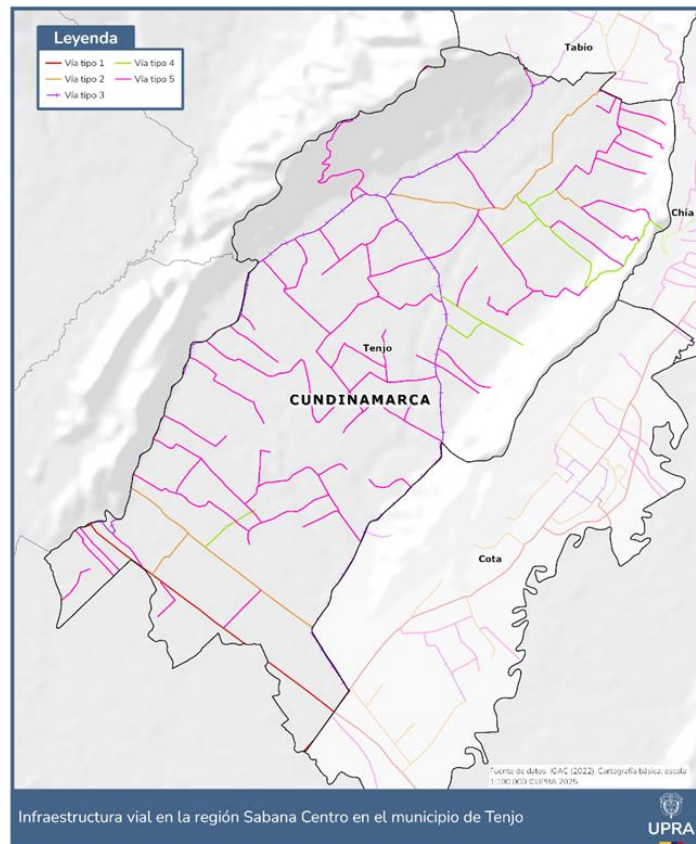 Leyenda
Vía tipo 1
Vía tipo 4
Vía tipo 2
Vía tipo 5
Vía tipo 3
Tabio
Chía
Tenjo
CUNDINAMARCA
Cota
Fuente de datos: IGAC (2022). Cartografía básica, escala
1:100.000 ©UPRA 2025
Infraestructura vial en la región Sabana Centro en el municipio de Tenjo
UPRA